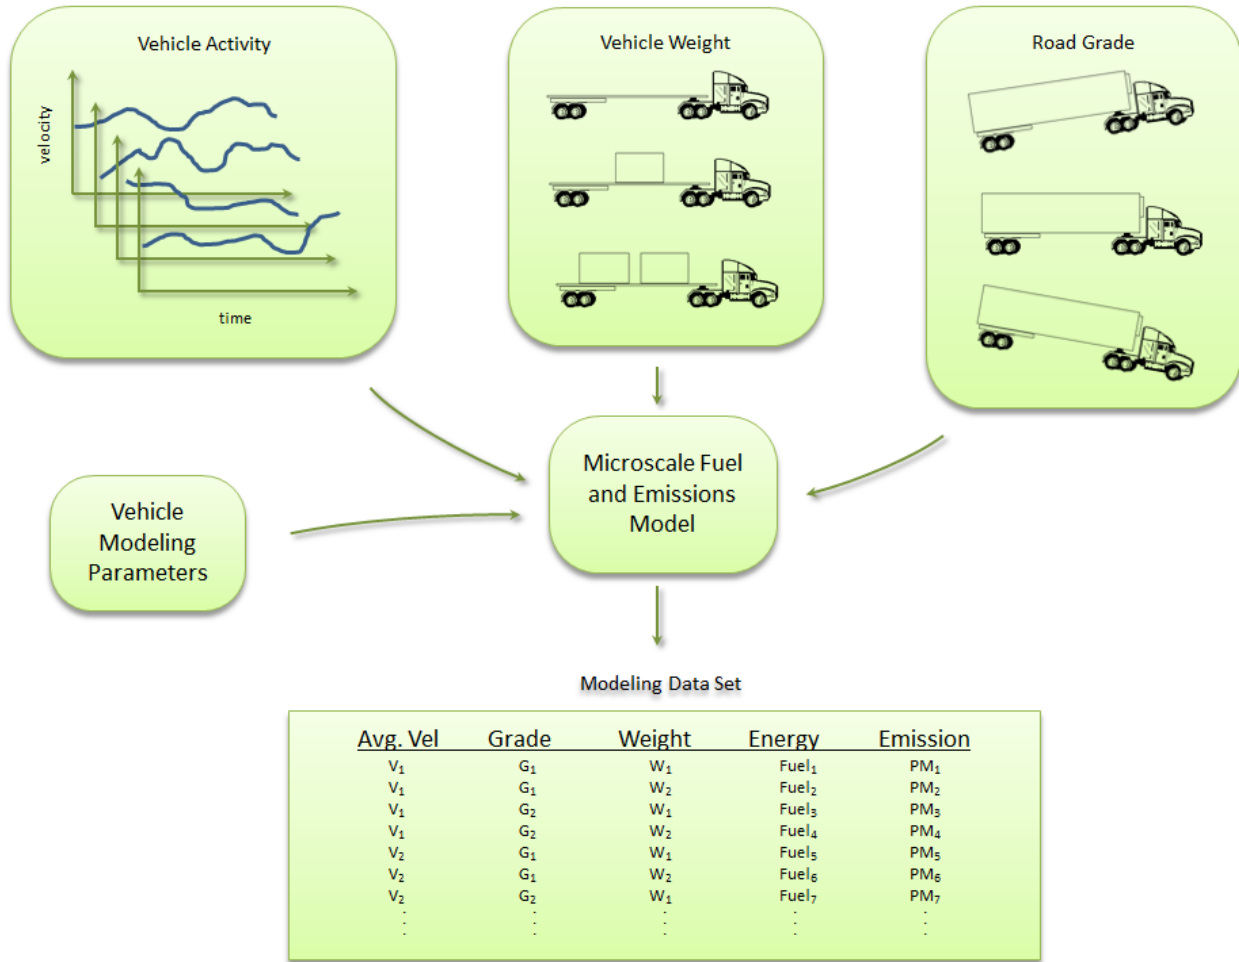 Vehicle Activity
velocity
time
Vehicle Weight
Road Grade
Vehicle
Modeling
Parameters
Microscale Fuel
and Emissions
Model
Modeling Data Set
Avg. Vel Grade Weight Energy Emission
V₁ G₁ W₁ Fuel₁ PM₁
V₁ G₁ W₂ Fuel₂ PM₂
V₁ G₂ W₁ Fuel₃ PM₃
V₁ G₂ W₂ Fuel₄ PM₄
V₂ G₁ W₁ Fuel₅ PM₅
V₂ G₁ W₂ Fuel₆ PM₆
V₂ G₂ W₁ Fuel₇ PM₇
. . . . .
. . . . .
. . . . .